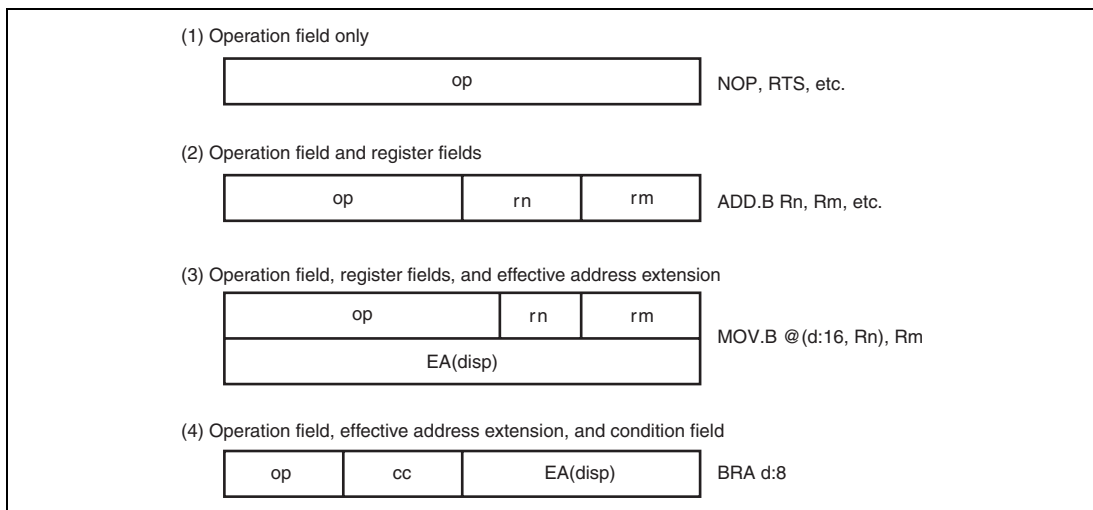 (1) Operation field only
op
NOP, RTS, etc.
(2) Operation field and register fields
op rn rm
ADD.B Rn, Rm, etc.
(3) Operation field, register fields, and effective address extension
op rn rm
EA(disp)
MOV.B @(d:16, Rn), Rm
(4) Operation field, effective address extension, and condition field
op cc EA(disp)
BRA d:8